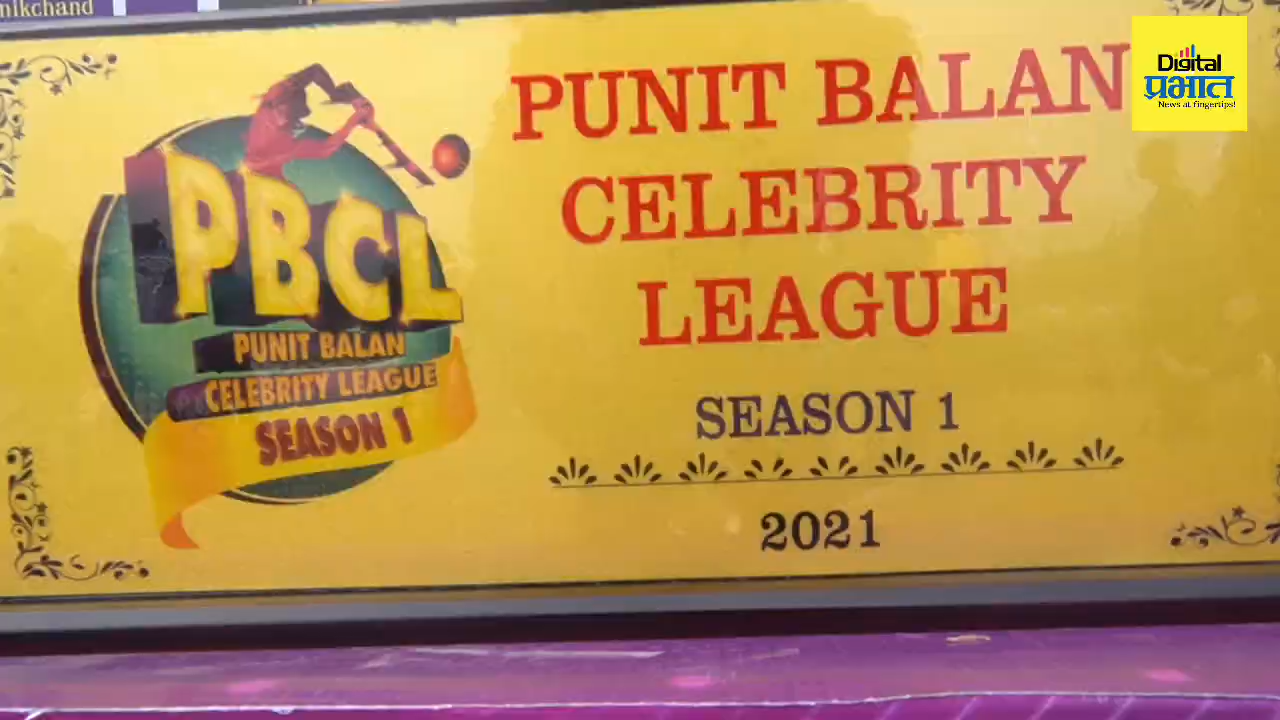 nikchand
PUNIT BALAN
CELEBRITY
LEAGUE
SEASON 1
2021
PBCL
PUNIT BALAN
CELEBRITY LEAGUE
SEASON 1
Digital
प्रभात
News at fingertips!